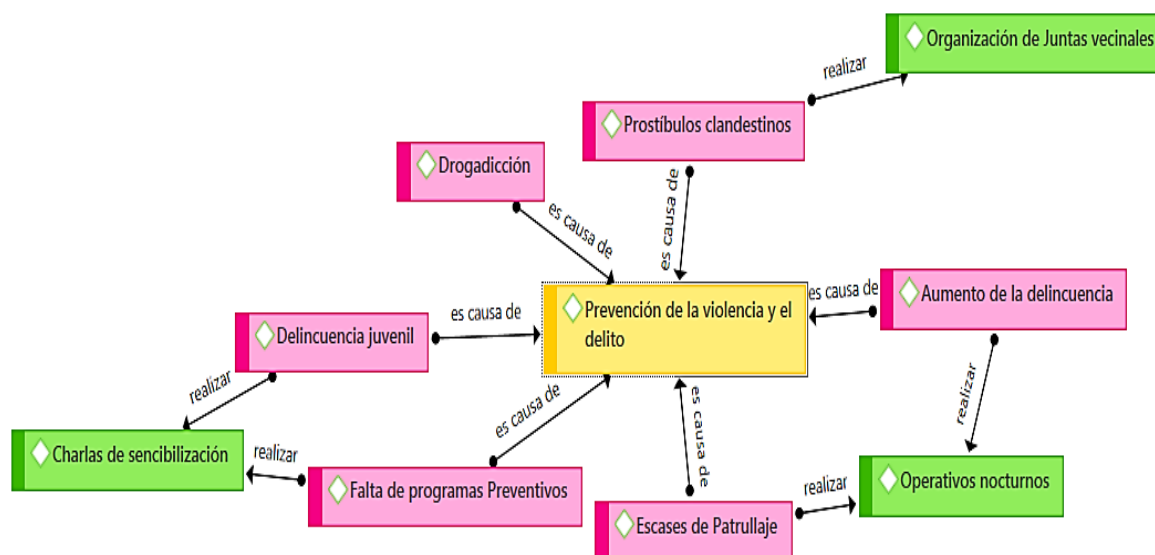 Organización de Juntas vecinales
realizar
Prostíbulos clandestinos
Drogadicción
es causa de
es causa de
Aumento de la delincuencia
es causa de
Prevención de la violencia y el
delito
Delincuencia juvenil
es causa de
realizar
realizar
es causa de
es causa de
Charlas de sencibilización
realizar
Falta de programas Preventivos
Operativos nocturnos
realizar
Escases de Patrullaje